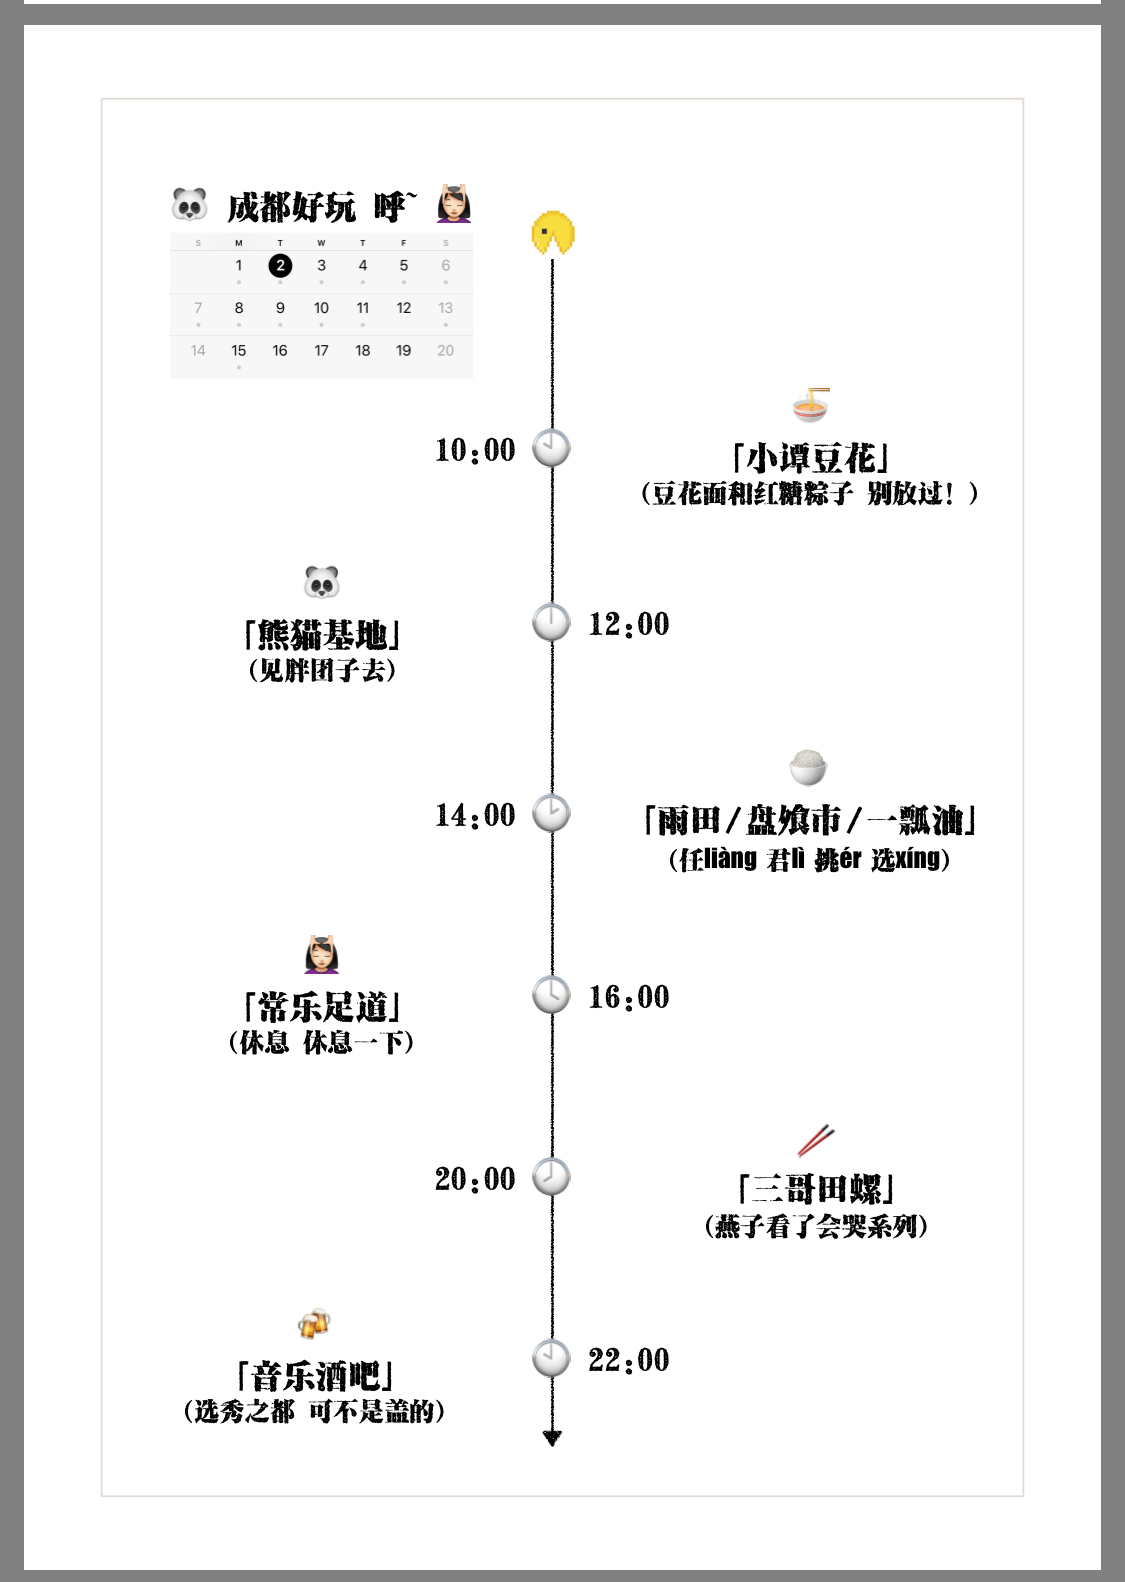 成都好玩 呼~
S M T W T F S
1 2 3 4 5 6
7 8 9 10 11 12 13
14 15 16 17 18 19 20
10:00
「小谭豆花」
(豆花面和红糖粽子 别放过！)
「熊猫基地」
(见胖团子去)
12:00
14:00
「雨田/盘飧市/一瓢油」
(任liàng 君lì 挑ér 选xíng)
「常乐足道」
(休息 休息一下)
16:00
20:00
「三哥田螺」
(燕子看了会哭系列)
「音乐酒吧」
(选秀之都 可不是盖的)
22:00